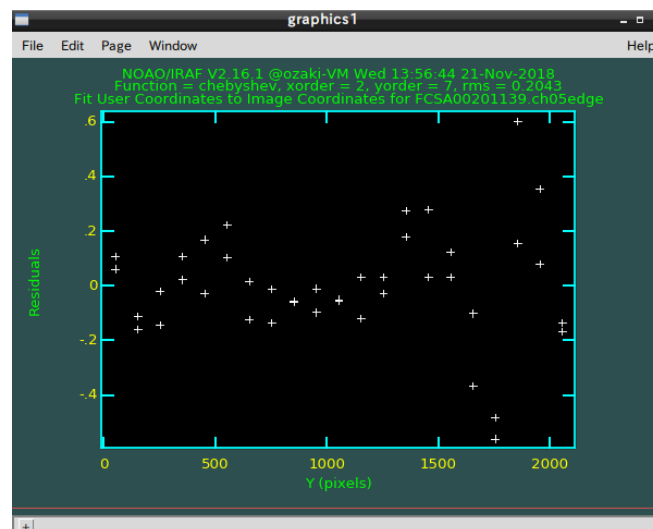 graphics1
File Edit Page Window Help
NOAO/IRAF V2.16.1 @ozaki-VM Wed 13:56:44 21-Nov-2018
Function = chebyshev, xorder = 2, yorder = 7, rms = 0.2043
Fit User Coordinates to Image Coordinates for FCSA00201139.ch05edge
.6
.4
.2
0
-.2
-.4
Residuals
0 500 1000 1500 2000
Y (pixels)